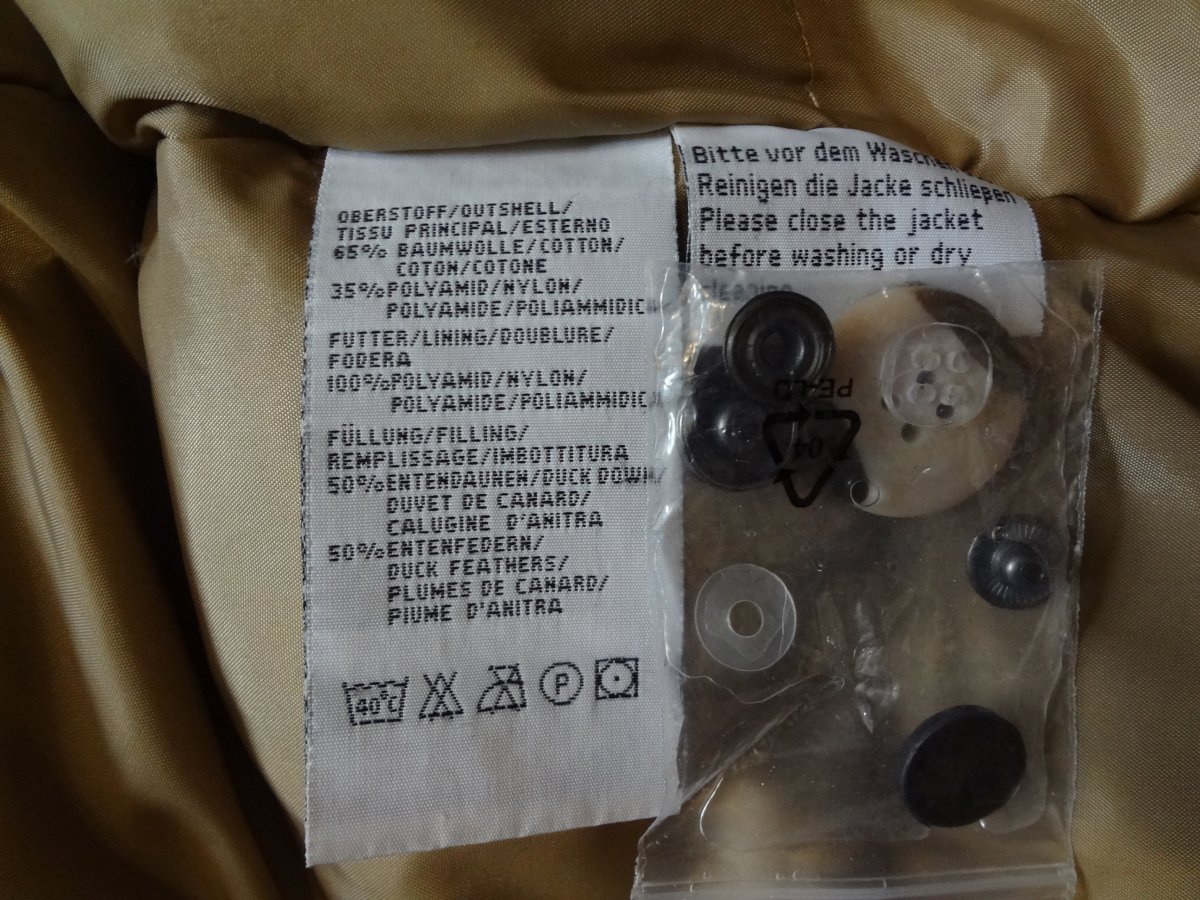 OBERSTOFF/OUTSHELL/
TISSU PRINCIPAL/ESTERNO
65% BAUMWOLLE/COTTON/
COTON/COTONE
35% POLYAMID/NYLON/
POLYAMIDE/POLIAMMIDICA
FUTTER/LINING/DOUBLURE/
FODERA
100% POLYAMID/NYLON/
POLYAMIDE/POLIAMMIDICA
FÜLLUNG/FILLING/
REMPLISSAGE/IMBOTTITURA
50% ENTENDAUNEN/DUCK DOWN/
DUVET DE CANARD/
CALUGINE D'ANITRA
50% ENTENFEDERN/
DUCK FEATHERS/
PLUMES DE CANARD/
PIUME D'ANITRA
40°C
P
Bitte vor dem Waschen
Reinigen die Jacke schließen
Please close the jacket
before washing or dry
cleaning
PE-LD
04